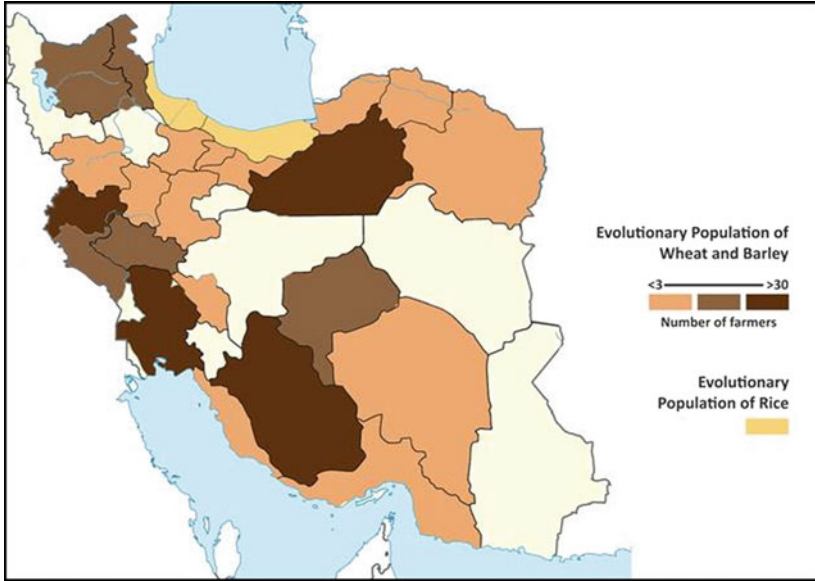 Evolutionary Population of
Wheat and Barley
<3 >30
Number of farmers
Evolutionary
Population of Rice